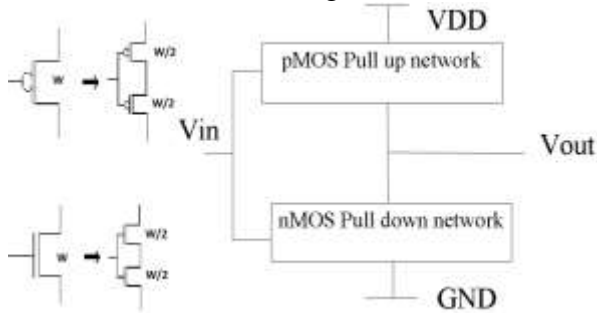 VDD
W/2
pMOS Pull up network
W
W/2
Vin
Vout
W/2
nMOS Pull down network
W
W/2
GND